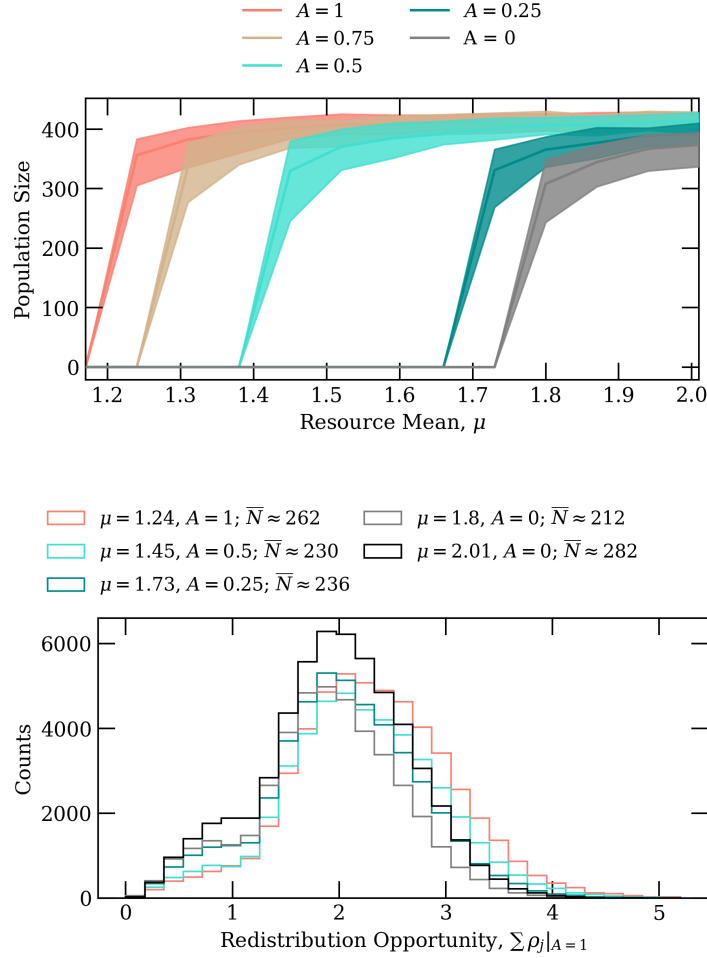 A = 1 A = 0.25
A = 0.75 A = 0
A = 0.5
400
300
200
100
0
Population Size
1.2 1.3 1.4 1.5 1.6 1.7 1.8 1.9 2.0
Resource Mean, μ
μ = 1.24, A = 1; N̅ ≈ 262 μ = 1.8, A = 0; N̅ ≈ 212
μ = 1.45, A = 0.5; N̅ ≈ 230 μ = 2.01, A = 0; N̅ ≈ 282
μ = 1.73, A = 0.25; N̅ ≈ 236
6000
4000
2000
0
Counts
0 1 2 3 4 5
Redistribution Opportunity, ∑ρⱼ|A = 1